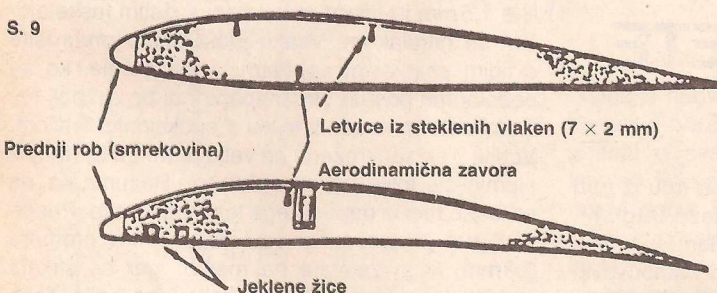 S. 9
Letvice iz steklenih vlaken (7 × 2 mm)
Prednji rob (smrekovina)
Aerodinamična zavora
Jeklene žice